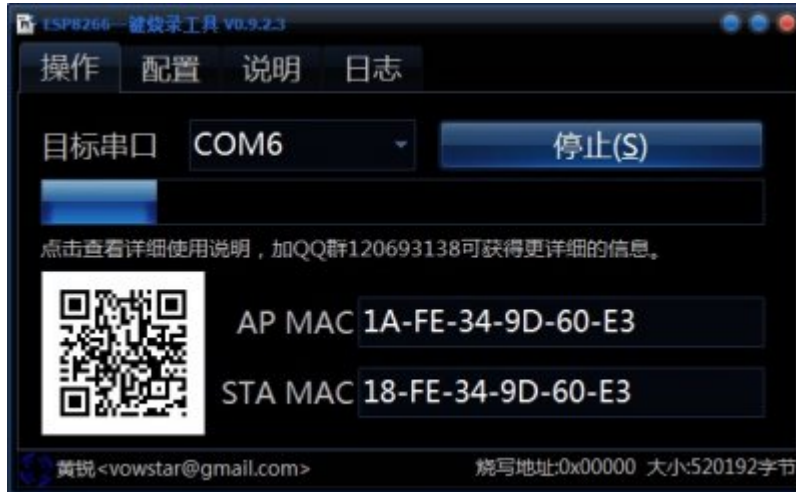 ESP8266一键烧录工具 V0.9.2.3
操作 配置 说明 日志
目标串口 COM6 停止(S)
点击查看详细使用说明，加QQ群120693138可获得更详细的信息。
AP MAC 1A-FE-34-9D-60-E3
STA MAC 18-FE-34-9D-60-E3
黄锐<vowstar@gmail.com> 烧写地址:0x00000 大小:520192字节